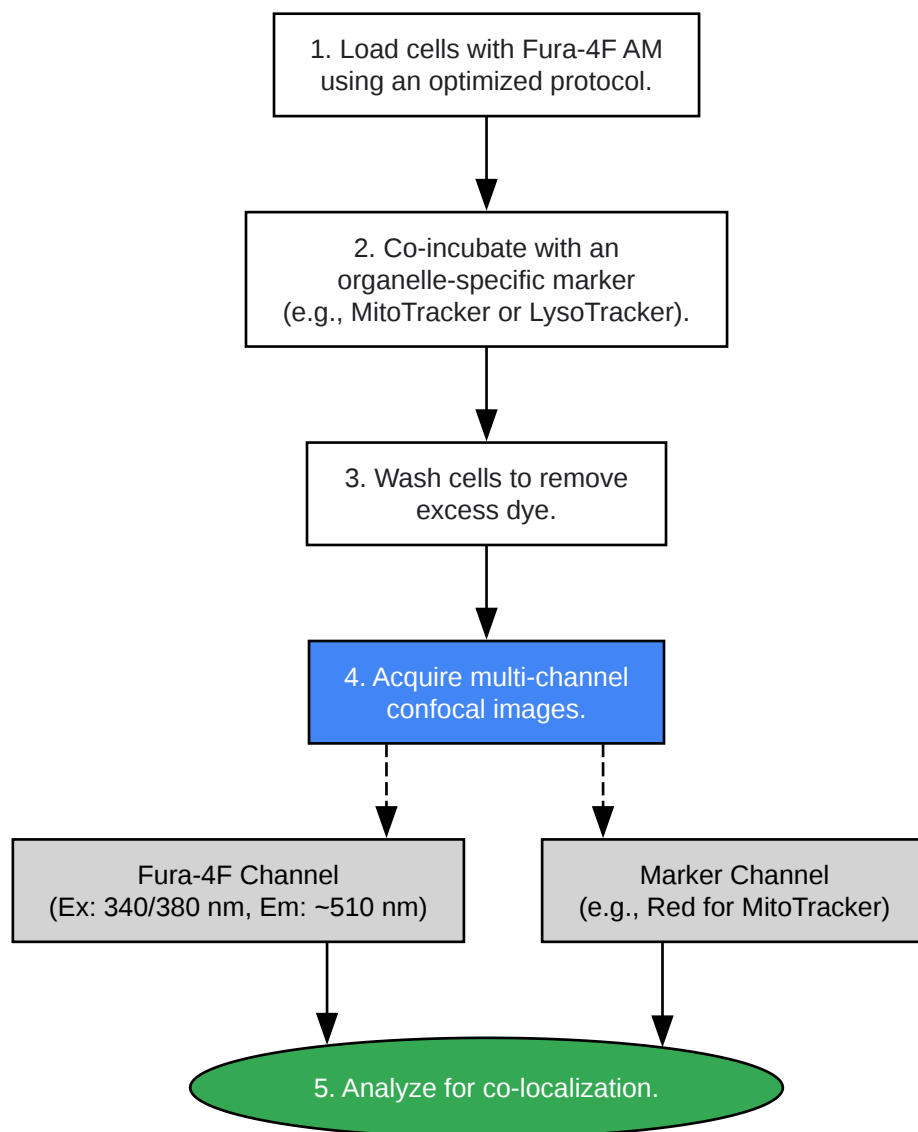 1. Load cells with Fura-4F AM
using an optimized protocol.
2. Co-incubate with an
organelle-specific marker
(e.g., MitoTracker or LysoTracker).
3. Wash cells to remove
excess dye.
4. Acquire multi-channel
confocal images.
Fura-4F Channel
(Ex: 340/380 nm, Em: ~510 nm)
Marker Channel
(e.g., Red for MitoTracker)
5. Analyze for co-localization.